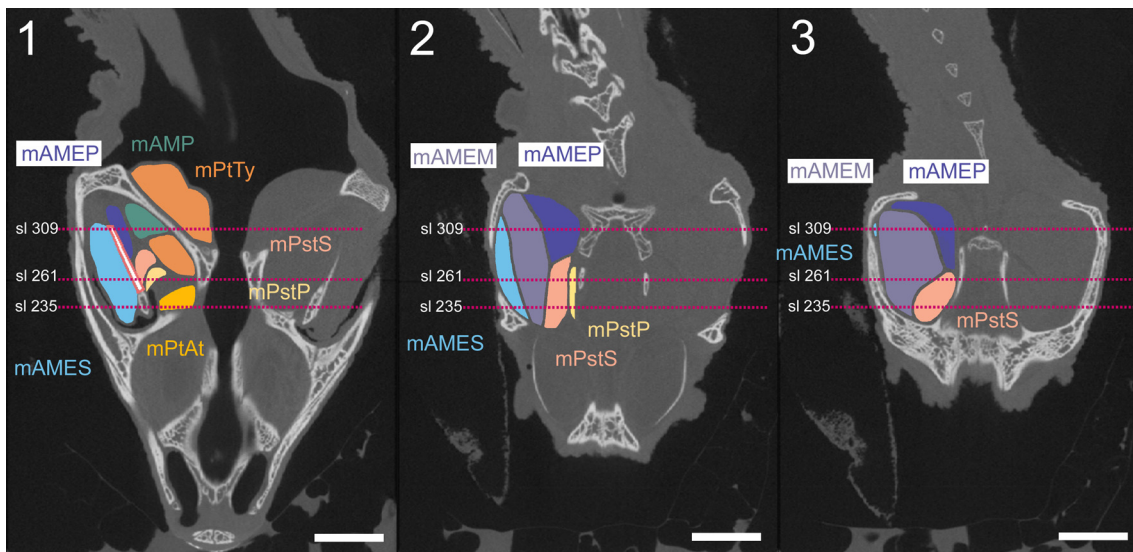 1
mAMEP
mAMP
mPtTy
sl 309
mPstS
sl 261
mPstP
sl 235
mPtAt
mAMES
2
mAMEM
mAMEP
sl 309
sl 261
sl 235
mPstP
mAMES
mPstS
3
mAMEM
mAMEP
sl 309
mAMES
sl 261
sl 235
mPstS